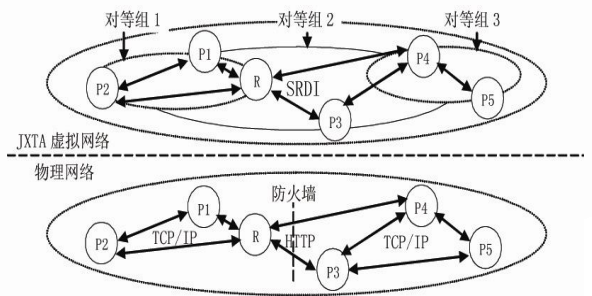 对等组 1
对等组 2
对等组 3
P1
P4
P2
R
SRDI
P5
P3
JXTA 虚拟网络
物理网络
防火墙
P1
P4
P2
TCP/IP
R
HTTP
TCP/IP
P5
P3